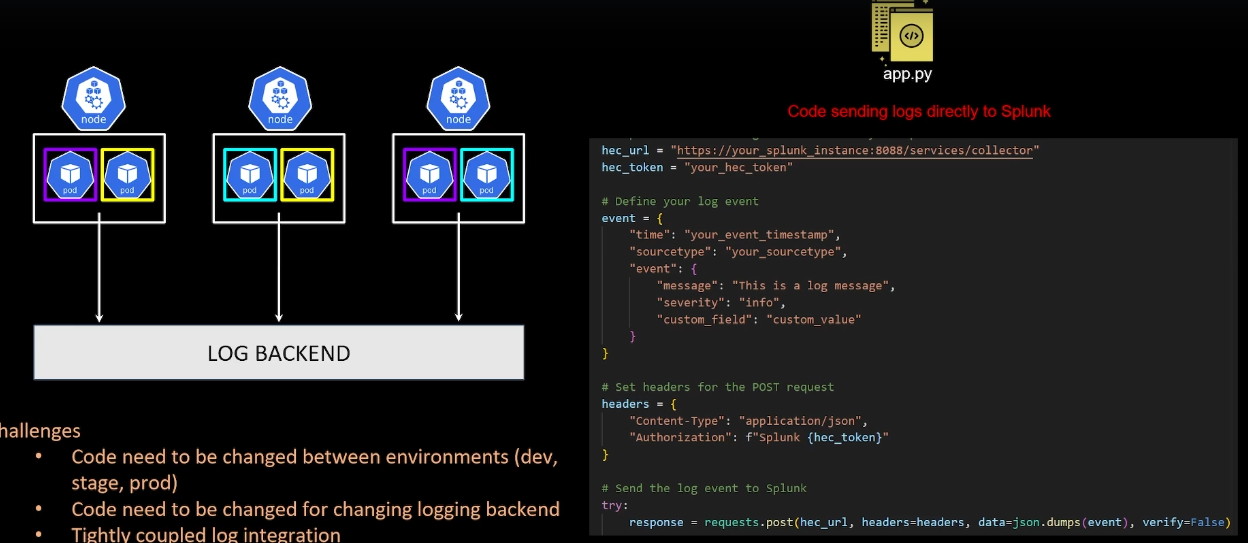 node
node
node
pod
pod
pod
pod
pod
pod
LOG BACKEND
hallenges
• Code need to be changed between environments (dev,
stage, prod)
• Code need to be changed for changing logging backend
• Tightly coupled log integration
app.py
Code sending logs directly to Splunk
hec_url = "https://your_splunk_instance:8088/services/collector"
hec_token = "your_hec_token"
# Define your log event
event = {
"time": "your_event_timestamp",
"sourcetype": "your_sourcetype",
"event": {
"message": "This is a log message",
"severity": "info",
"custom_field": "custom_value"
}
}
# Set headers for the POST request
headers = {
"Content-Type": "application/json",
"Authorization": f"Splunk {hec_token}"
}
# Send the log event to Splunk
try:
response = requests.post(hec_url, headers=headers, data=json.dumps(event), verify=False)